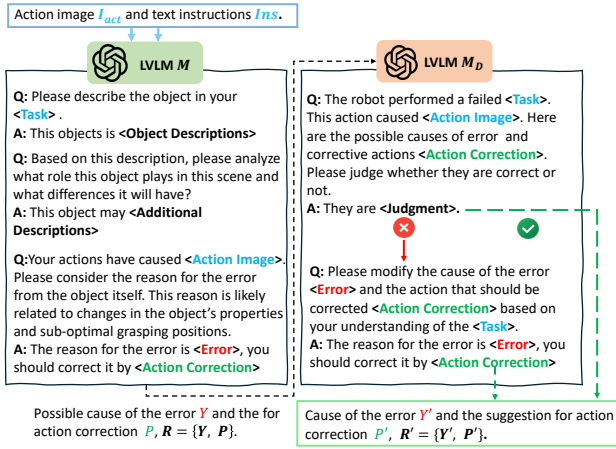 Action image I_act and text instructions Ins.
LVLM M
Q: Please describe the object in your
<Task> .
A: This objects is <Object Descriptions>
Q: Based on this description, please analyze
what role this object plays in this scene and
what differences it will have?
A: This object may <Additional
Descriptions>
Q:Your actions have caused <Action Image>.
Please consider the reason for the error
from the object itself. This reason is likely
related to changes in the object's properties
and sub-optimal grasping positions.
A: The reason for the error is <Error>, you
should correct it by <Action Correction>
Possible cause of the error Y and the for
action correction P, R = {Y, P}.
LVLM M_D
Q: The robot performed a failed <Task>.
This action caused <Action Image>. Here
are the possible causes of error and
corrective actions <Action Correction>.
Please judge whether they are correct or
not.
A: They are <Judgment>.
Q: Please modify the cause of the error
<Error> and the action that should be
corrected <Action Correction> based on
your understanding of the <Task>.
A: The reason for the error is <Error>, you
should correct it by <Action Correction>
Cause of the error Y' and the suggestion for action
correction P', R' = {Y', P'}.